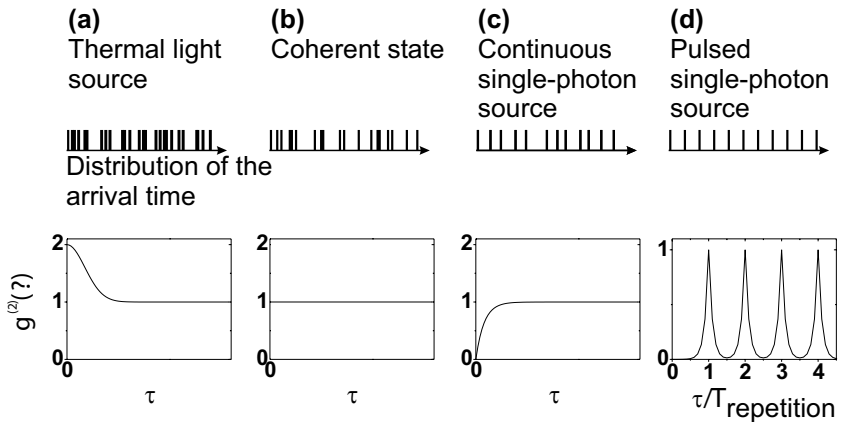 (a)
Thermal light
source
(b)
Coherent state
(c)
Continuous
single-photon
source
(d)
Pulsed
single-photon
source
Distribution of the
arrival time
g⁽²⁾(?)
2
1
0
0
τ
2
1
0
0
τ
2
1
0
0
τ
1
0
0 1 2 3 4
τ/T_repetition